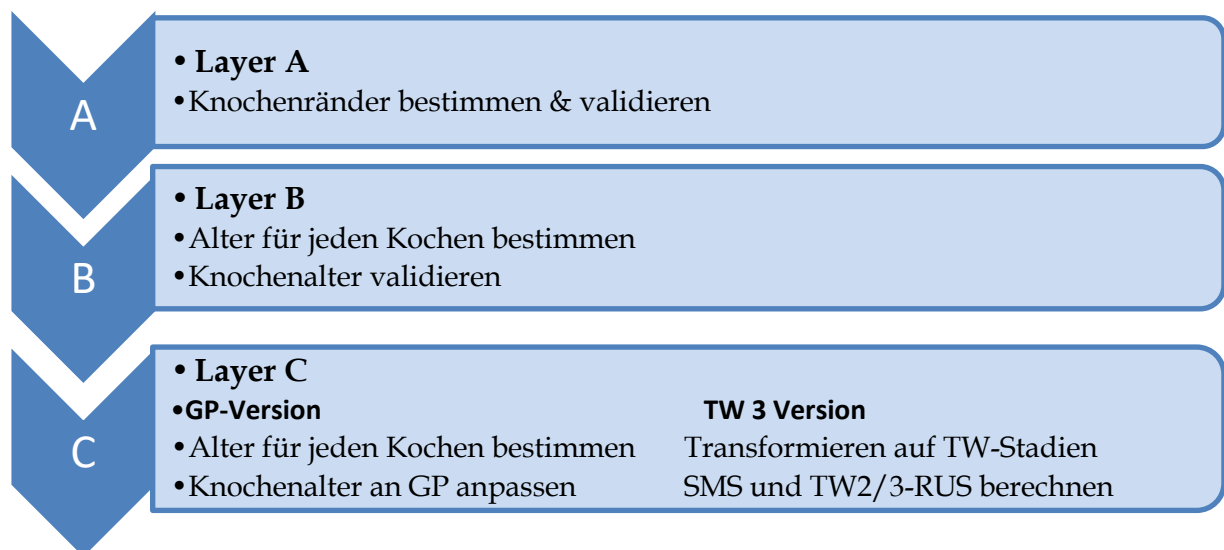 A
• Layer A
•Knochenränder bestimmen & validieren
B
• Layer B
•Alter für jeden Kochen bestimmen
•Knochenalter validieren
C
• Layer C
•GP-Version TW 3 Version
•Alter für jeden Kochen bestimmen Transformieren auf TW-Stadien
•Knochenalter an GP anpassen SMS und TW2/3-RUS berechnen